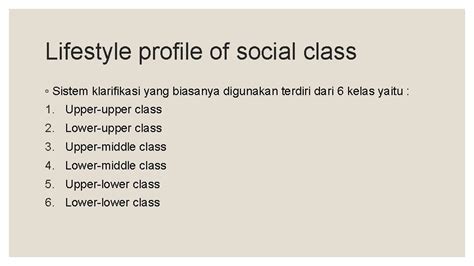 Lifestyle profile of social class
▫ Sistem klarifikasi yang biasanya digunakan terdiri dari 6 kelas yaitu :
1. Upper-upper class
2. Lower-upper class
3. Upper-middle class
4. Lower-middle class
5. Upper-lower class
6. Lower-lower class